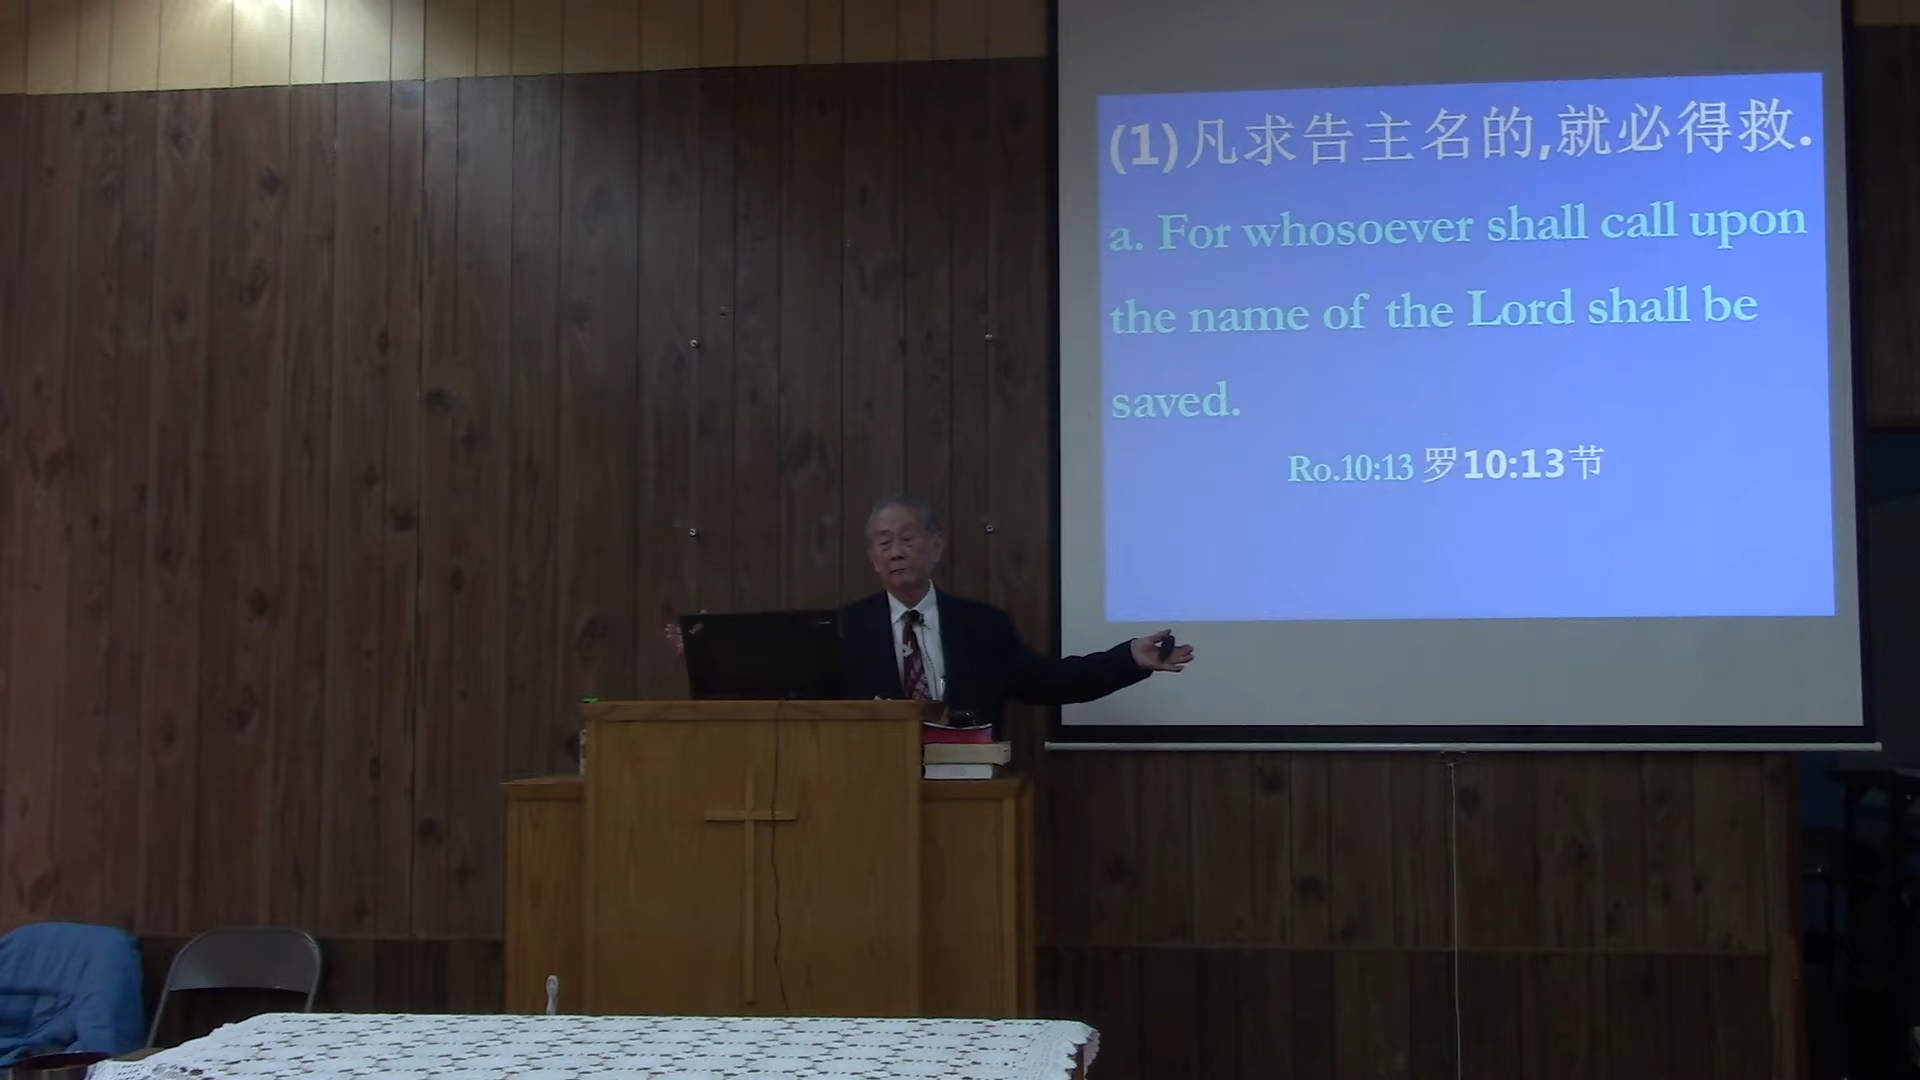 (1)凡求告主名的,就必得救.
a. For whosoever shall call upon
the name of the Lord shall be
saved.
Ro.10:13 罗10:13节